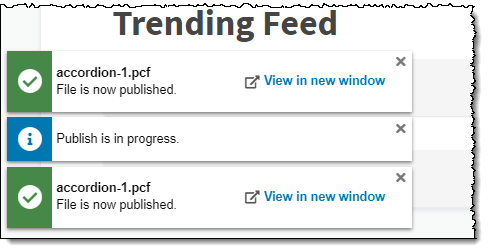 Trending Feed
accordion-1.pcf
File is now published.
View in new window
Publish is in progress.
accordion-1.pcf
File is now published.
View in new window